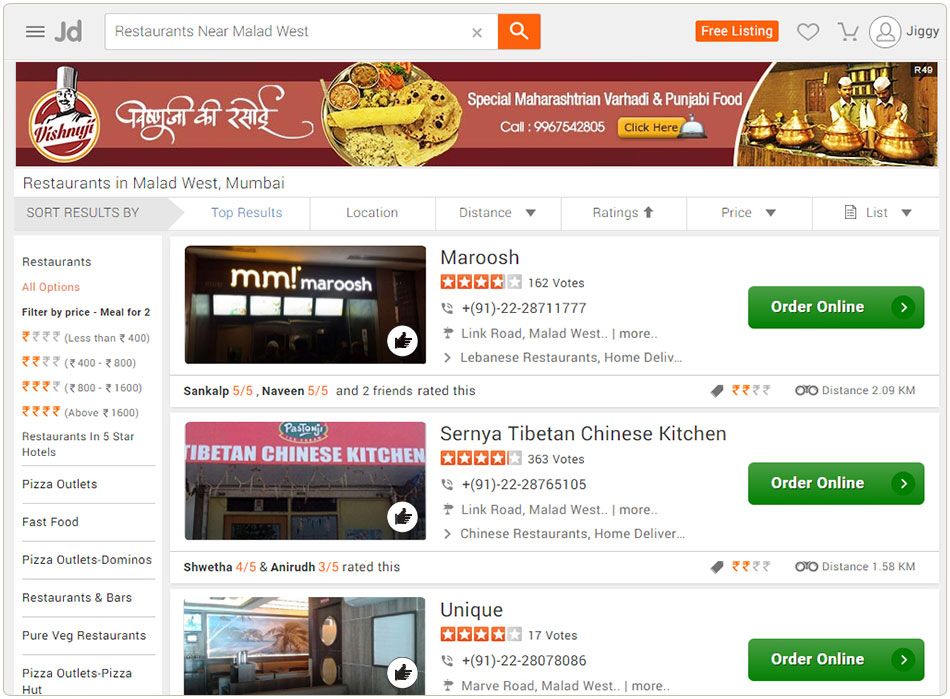 Jd
Restaurants Near Malad West
×
Free Listing
Jiggy
Vishnuji
विष्णुजी की रसोई
Special Maharashtrian Varhadi & Punjabi Food
Call : 9967542805
Click Here
R49
Restaurants in Malad West, Mumbai
SORT RESULTS BY
Top Results
Location
Distance
Ratings
Price
List
Restaurants
All Options
Filter by price - Meal for 2
₹₹₹₹ (Less than ₹ 400)
₹₹₹₹ (₹ 400 - ₹ 800)
₹₹₹₹ (₹ 800 - ₹ 1600)
₹₹₹₹ (Above ₹ 1600)
Restaurants In 5 Star
Hotels
Pizza Outlets
Fast Food
Pizza Outlets-Dominos
Restaurants & Bars
Pure Veg Restaurants
Pizza Outlets-Pizza
Hut
mm! maroosh
Maroosh
162 Votes
+(91)-22-28711777
Link Road, Malad West.. | more..
Lebanese Restaurants, Home Deliv...
Order Online
Sankalp 5/5 , Naveen 5/5 and 2 friends rated this
₹₹₹₹
Distance 2.09 KM
Pastonji
TIBETAN CHINESE KITCHEN
Sernya Tibetan Chinese Kitchen
363 Votes
+(91)-22-28765105
Link Road, Malad West.. | more..
Chinese Restaurants, Home Deliver...
Order Online
Shwetha 4/5 & Anirudh 3/5 rated this
₹₹₹₹
Distance 1.58 KM
Unique
17 Votes
+(91)-22-28078086
Marve Road, Malad West.. | more..
Order Online